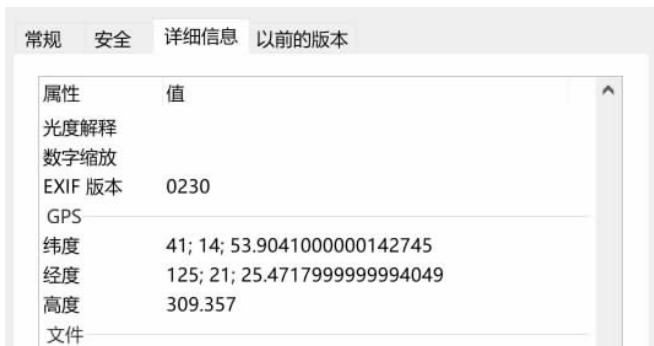 常规 安全 详细信息 以前的版本
属性 值
光度解释
数字缩放
EXIF 版本 0230
GPS
纬度 41; 14; 53.9041000000142745
经度 125; 21; 25.4717999999994049
高度 309.357
文件